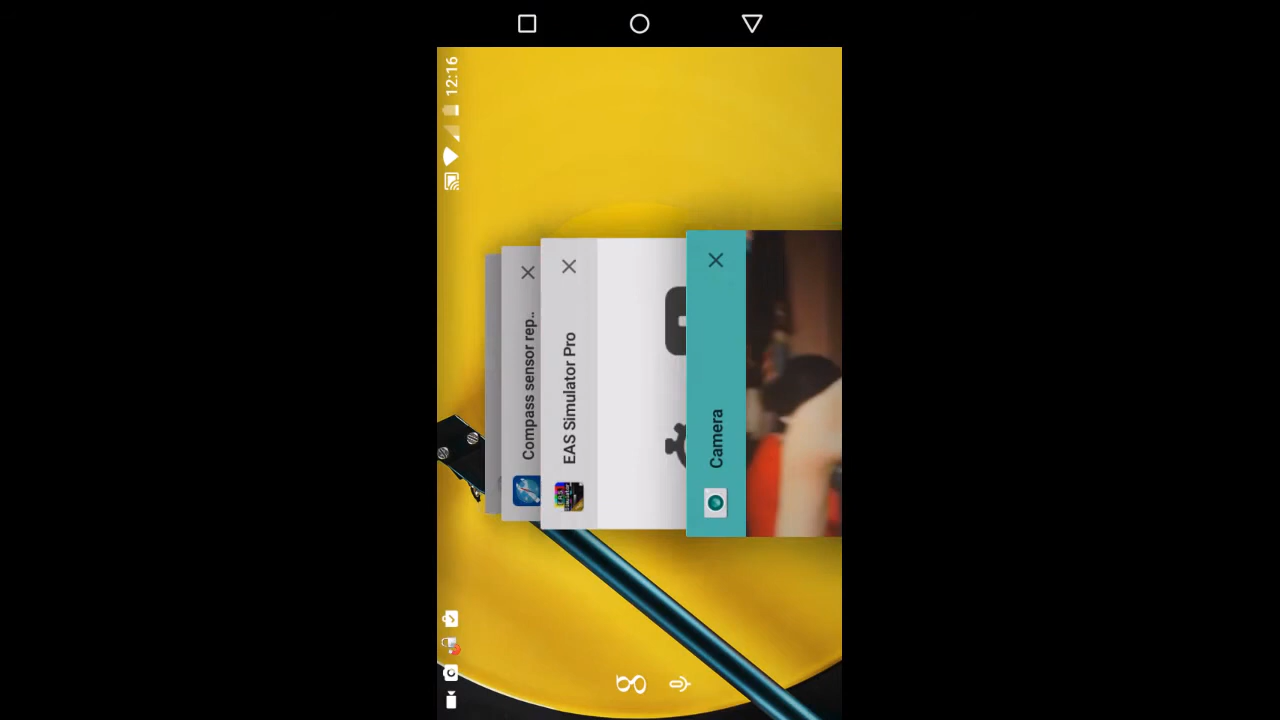 12:16
g
Compass sensor rep..
EAS Simulator Pro
Camera